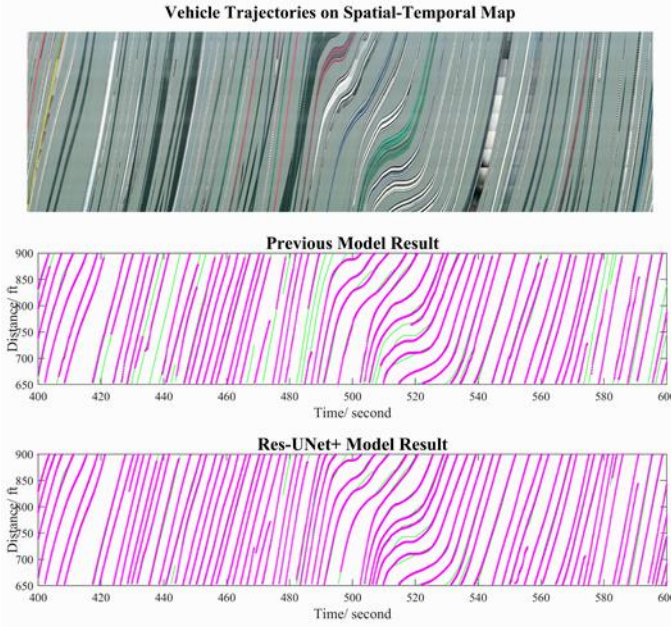 Vehicle Trajectories on Spatial-Temporal Map
Previous Model Result
Distance/ ft
900
850
800
750
700
650
400 420 440 460 480 500 520 540 560 580 600
Time/ second
Res-UNet+ Model Result
Distance/ ft
900
850
800
750
700
650
400 420 440 460 480 500 520 540 560 580 600
Time/ second